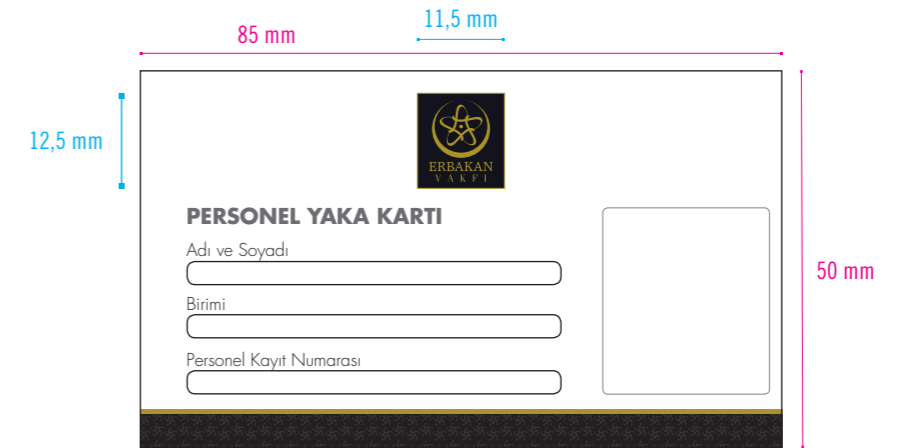 11,5 mm
85 mm
12,5 mm
ERBAKAN
VAKFI
PERSONEL YAKA KARTI
Adı ve Soyadı
50 mm
Birimi
Personel Kayıt Numarası